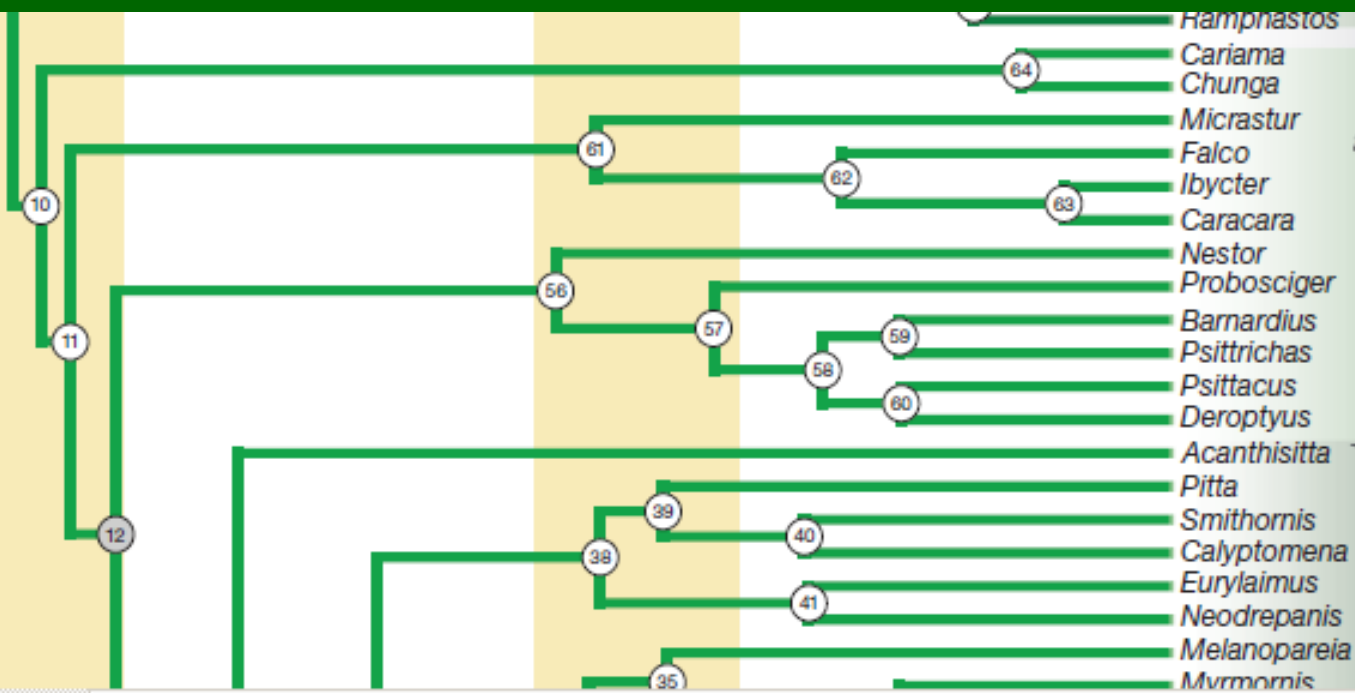 Ramphastos
Cariama
64
Chunga
Micrastur
61
Falco
62
Ibycter
10
63
Caracara
Nestor
56
Probosciger
57
Barnardius
11
59
Psittrichas
58
Psittacus
60
Deroptyus
Acanthisitta
Pitta
39
Smithornis
12
40
Calyptomena
38
Eurylaimus
41
Neodrepanis
Melanopareia
35
Myrmornis